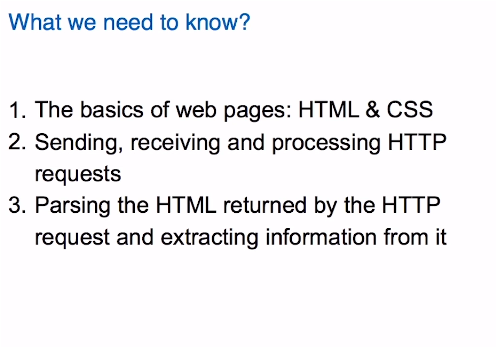 What we need to know?
1. The basics of web pages: HTML & CSS
2. Sending, receiving and processing HTTP
requests
3. Parsing the HTML returned by the HTTP
request and extracting information from it